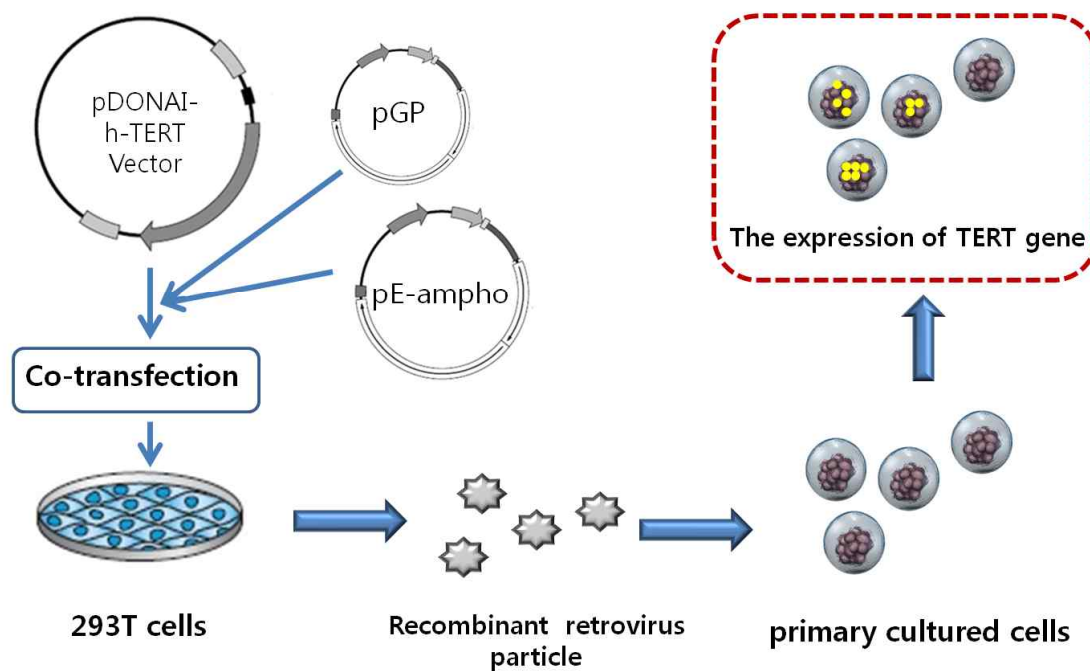 pDONAI-
h-TERT
Vector
pGP
pE-ampho
Co-transfection
293T cells
Recombinant retrovirus
particle
primary cultured cells
The expression of TERT gene